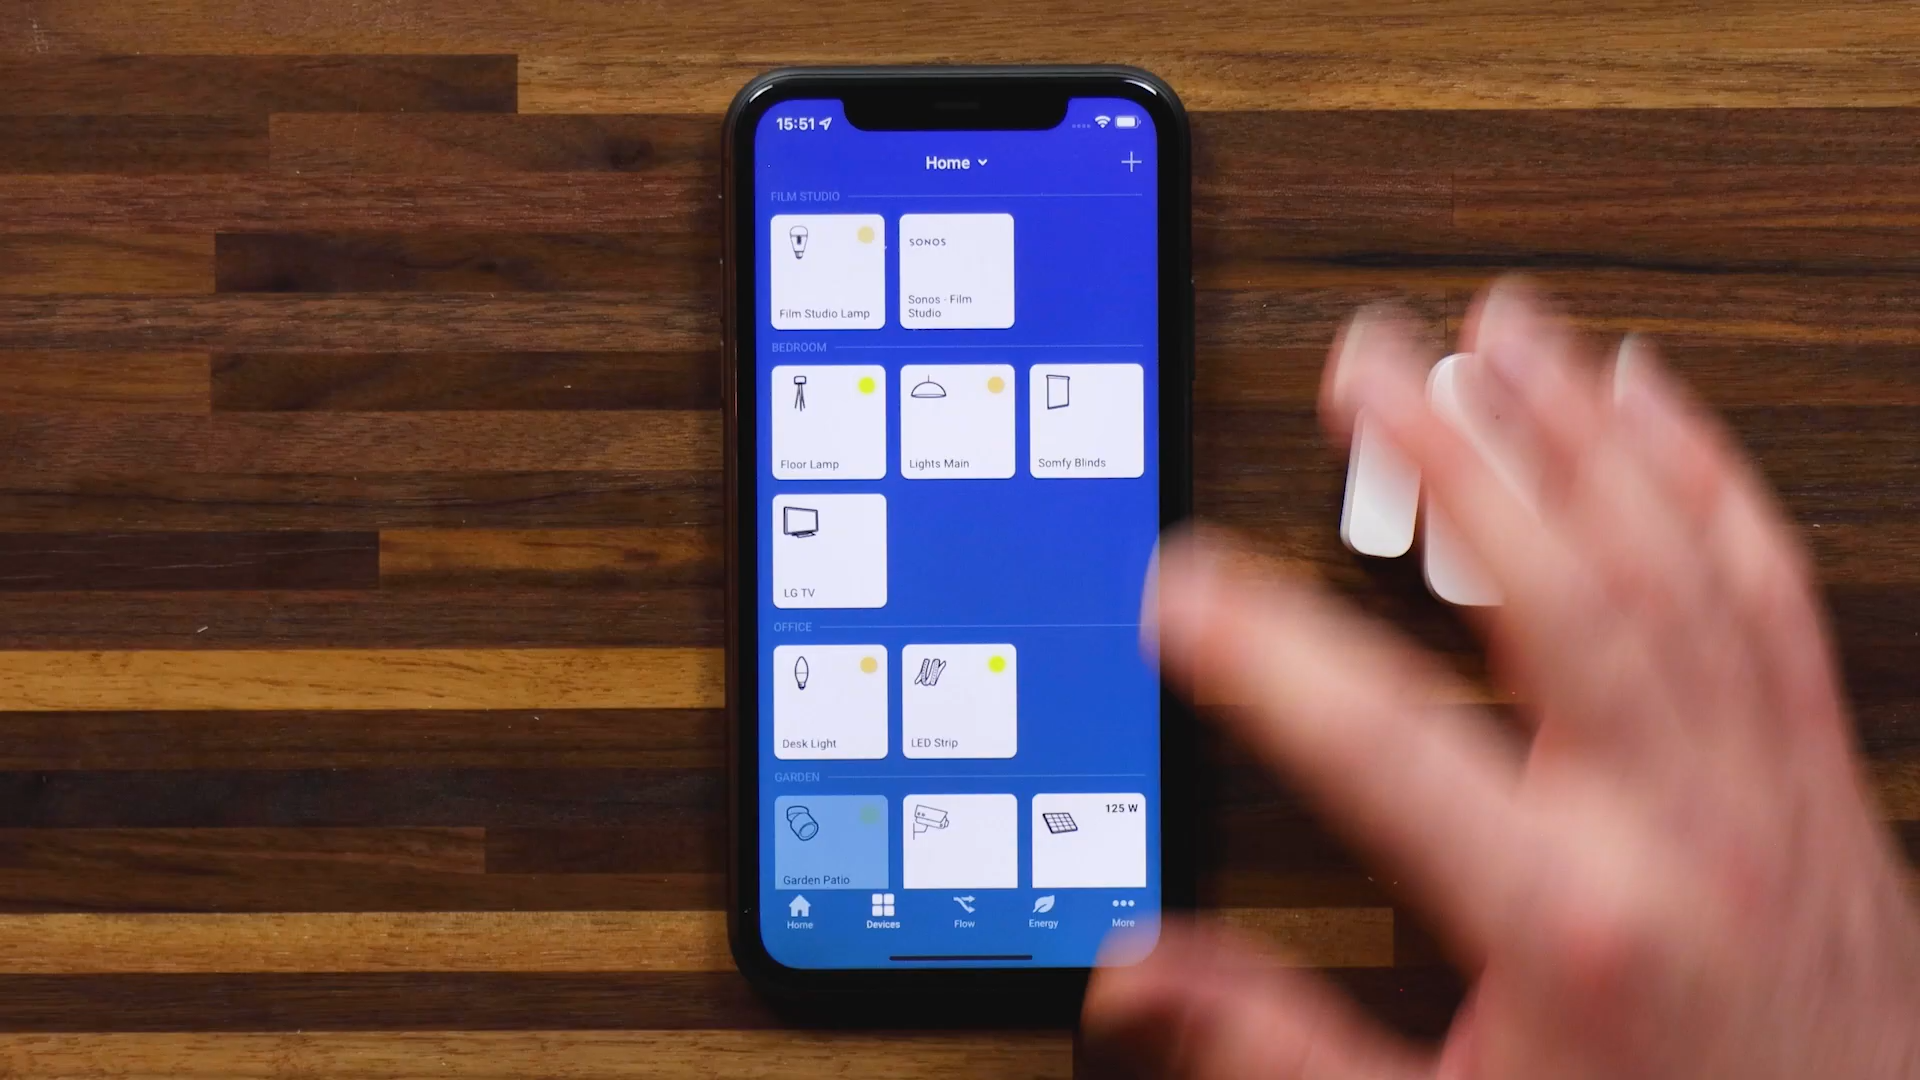 15:51
Home
FILM STUDIO
SONOS
Film Studio Lamp
Sonos · Film
Studio
BEDROOM
Floor Lamp
Lights Main
Somfy Blinds
LG TV
OFFICE
Desk Light
LED Strip
GARDEN
125 W
Garden Patio
Home
Devices
Flow
Energy
More